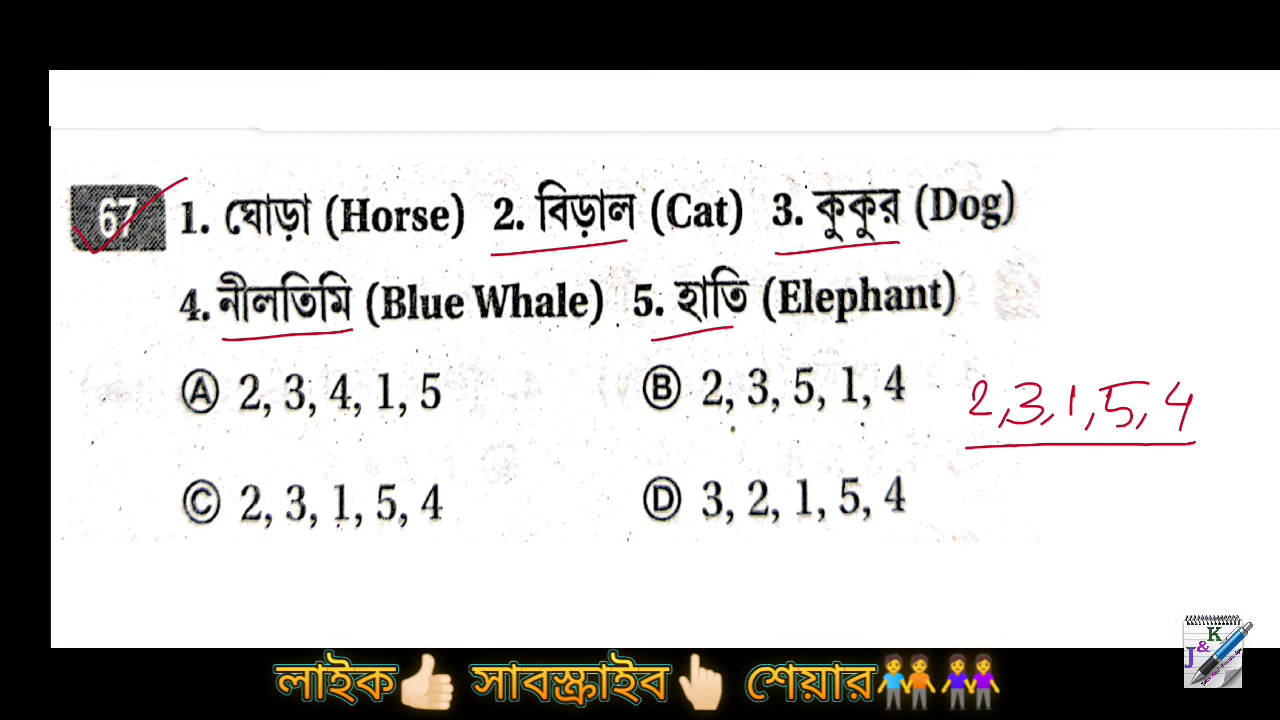 67 1. ঘোড়া (Horse) 2. বিড়াল (Cat) 3. কুকুর (Dog)
4. নীলতিমি (Blue Whale) 5. হাতি (Elephant)
Ⓐ 2, 3, 4, 1, 5 Ⓑ 2, 3, 5, 1, 4
2,3,1,5,4
Ⓒ 2, 3, 1, 5, 4 Ⓓ 3, 2, 1, 5, 4
J&K
লাইক👍🏻 সাবস্ক্রাইব👆🏻 শেয়ার👬👭